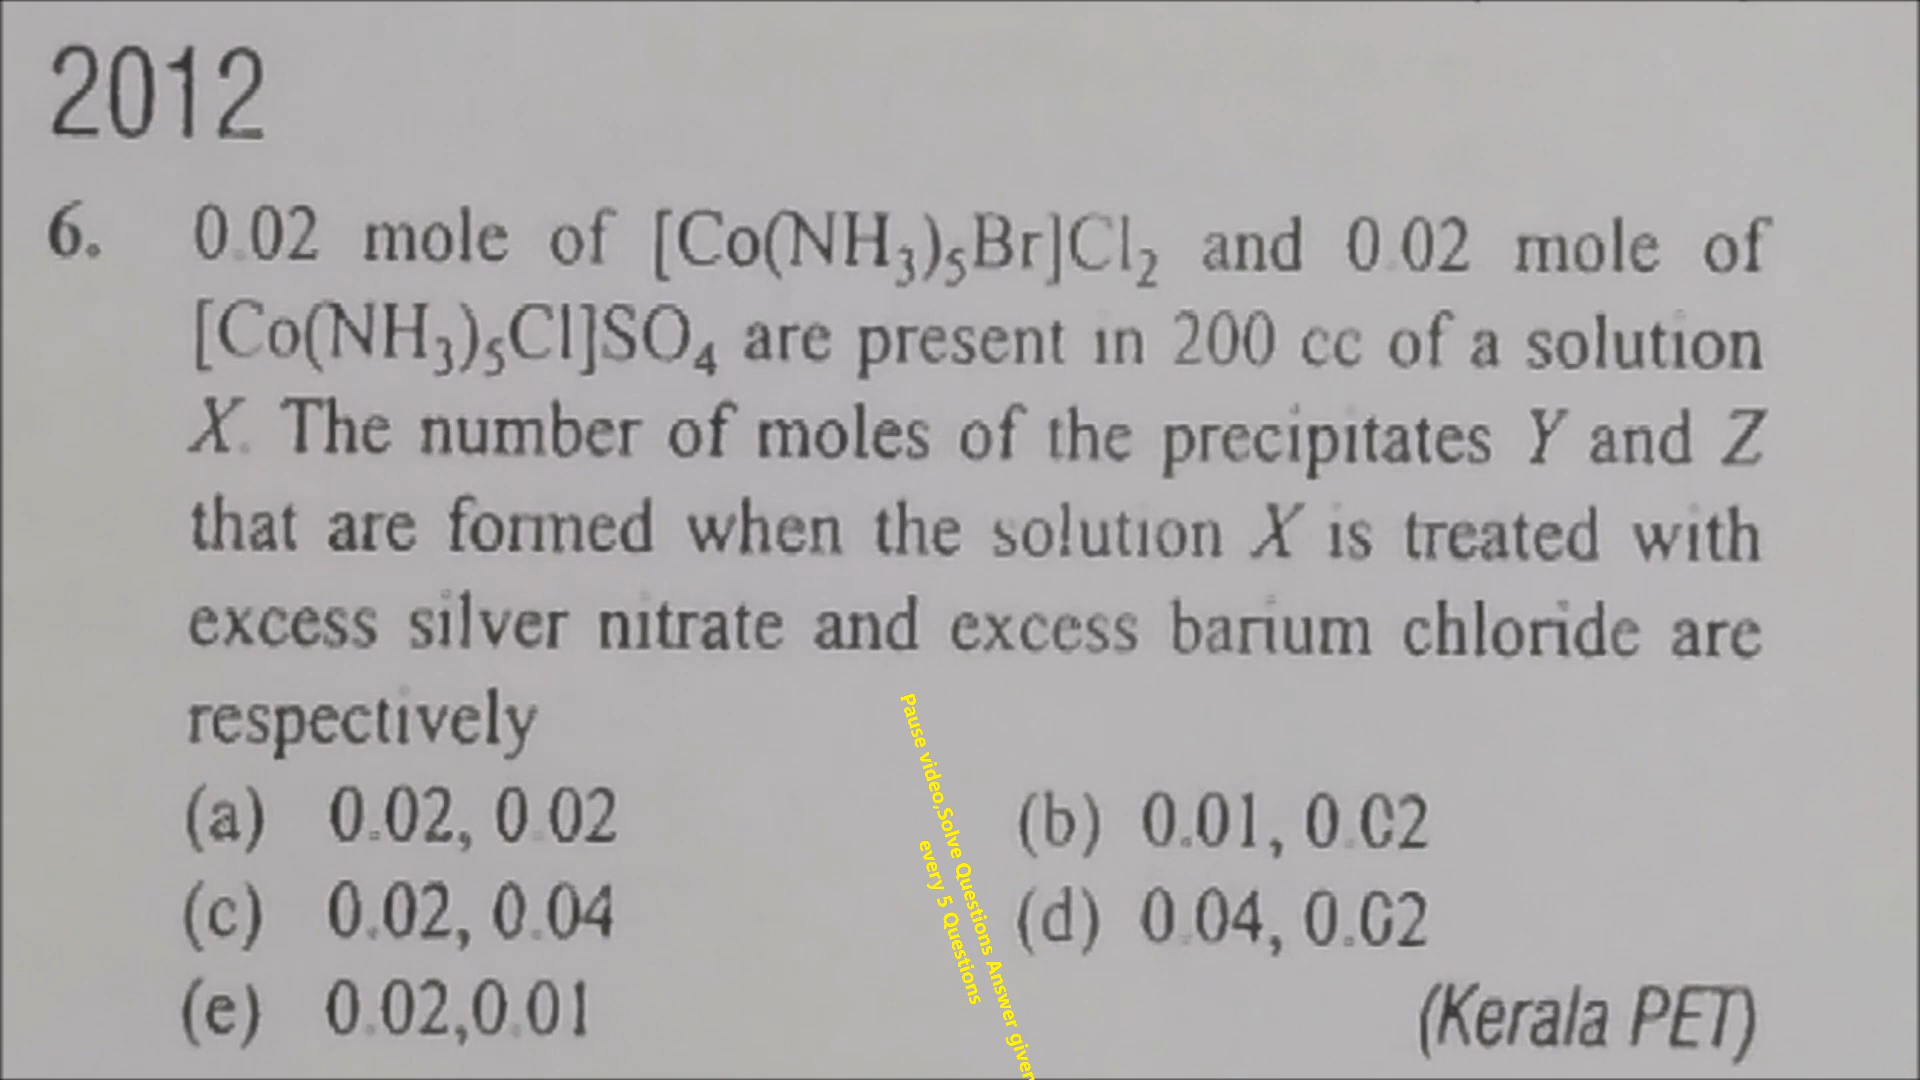 2012
6. 0.02 mole of [Co(NH₃)₅Br]Cl₂ and 0.02 mole of
[Co(NH₃)₅Cl]SO₄ are present in 200 cc of a solution
X. The number of moles of the precipitates Y and Z
that are formed when the solution X is treated with
excess silver nitrate and excess barium chloride are
respectively
(a) 0.02, 0.02 (b) 0.01, 0.02
(c) 0.02, 0.04 (d) 0.04, 0.02
(e) 0.02,0.01
(Kerala PET)
Pause video,Solve Questions Answer given
every 5 Questions